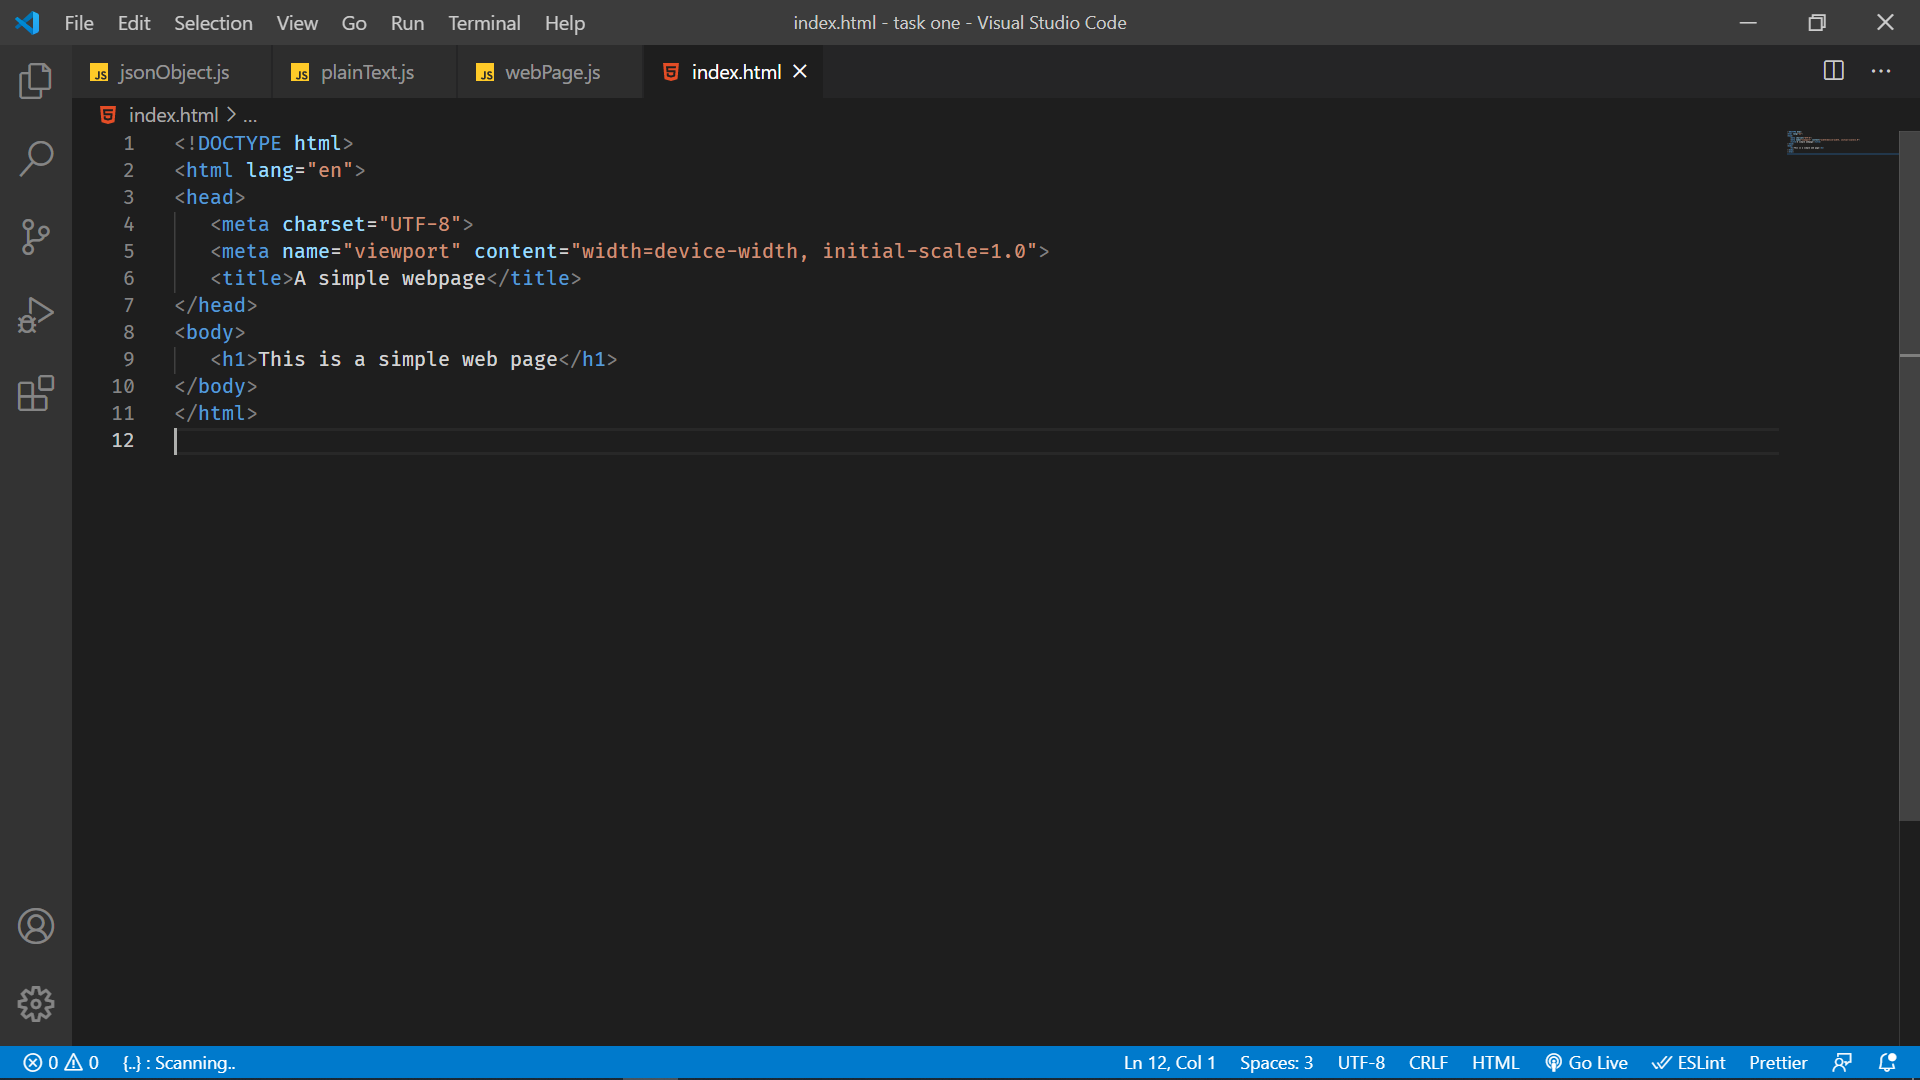 File Edit Selection View Go Run Terminal Help index.html - task one - Visual Studio Code
JS jsonObject.js JS plainText.js JS webPage.js index.html
index.html > ...
1 <!DOCTYPE html>
2 <html lang="en">
3 <head>
4 <meta charset="UTF-8">
5 <meta name="viewport" content="width=device-width, initial-scale=1.0">
6 <title>A simple webpage</title>
7 </head>
8 <body>
9 <h1>This is a simple web page</h1>
10 </body>
11 </html>
12
0 0 {..} : Scanning.. Ln 12, Col 1 Spaces: 3 UTF-8 CRLF HTML Go Live ESLint Prettier